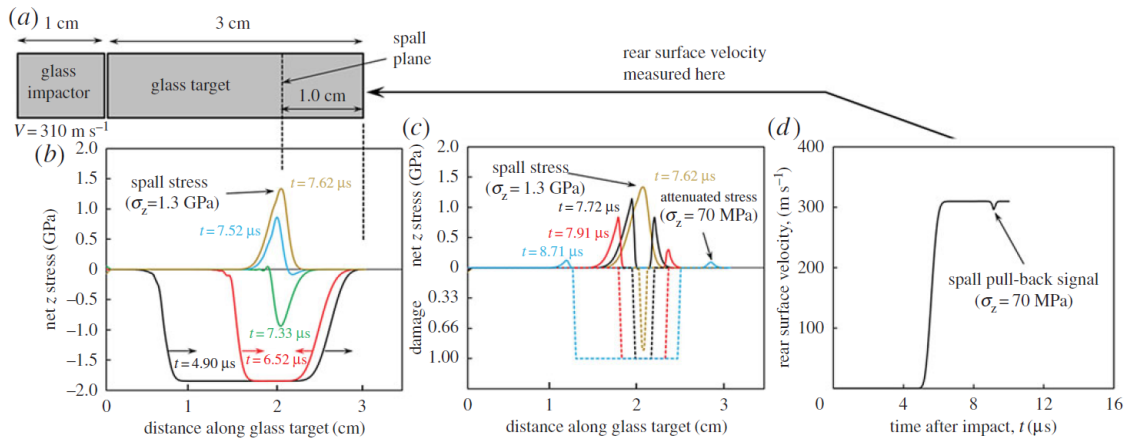 (a)
1 cm
3 cm
glass
impactor
glass target
spall
plane
1.0 cm
V = 310 m s⁻¹
rear surface velocity
measured here
(b)
net z stress (GPa)
2.0
1.5
1.0
0.5
0
−0.5
−1.0
−1.5
−2.0
spall stress
(σz = 1.3 GPa)
t = 7.62 μs
t = 7.52 μs
t = 7.33 μs
t = 4.90 μs
t = 6.52 μs
0
1
2
3
distance along glass target (cm)
(c)
net z stress (GPa)
2.0
1.5
1.0
0.5
0
damage
0.33
0.66
1.00
spall stress
(σz = 1.3 GPa)
t = 7.62 μs
t = 7.72 μs
attenuated stress
(σz = 70 MPa)
t = 7.91 μs
t = 8.71 μs
0
1
2
3
distance along glass target (cm)
(d)
rear surface velocity, (m s⁻¹)
400
300
200
100
0
spall pull-back signal
(σz = 70 MPa)
4
8
12
16
time after impact, t (μs)